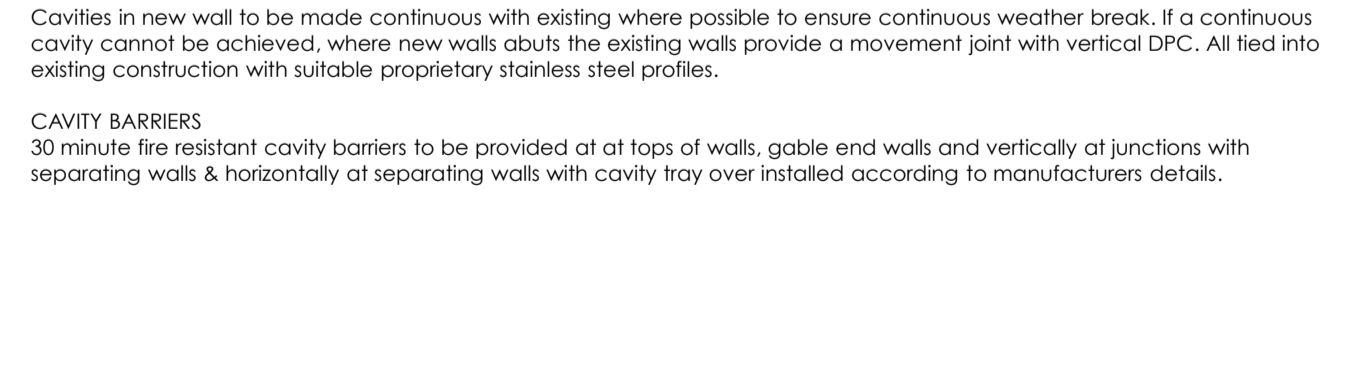 Cavities in new wall to be made continuous with existing where possible to ensure continuous weather break. If a continuous
cavity cannot be achieved, where new walls abuts the existing walls provide a movement joint with vertical DPC. All tied into
existing construction with suitable proprietary stainless steel profiles.
CAVITY BARRIERS
30 minute fire resistant cavity barriers to be provided at at tops of walls, gable end walls and vertically at junctions with
separating walls & horizontally at separating walls with cavity tray over installed according to manufacturers details.